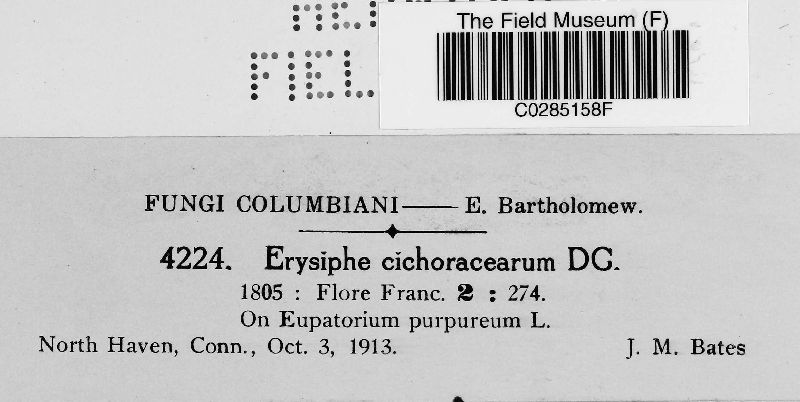 The Field Museum (F)
FIEL
C0285158F
FUNGI COLUMBIANI—— E. Bartholomew.
4224. Erysiphe cichoracearum DC.
1805 : Flore Franc. 2 : 274.
On Eupatorium purpureum L.
North Haven, Conn., Oct. 3, 1913. J. M. Bates